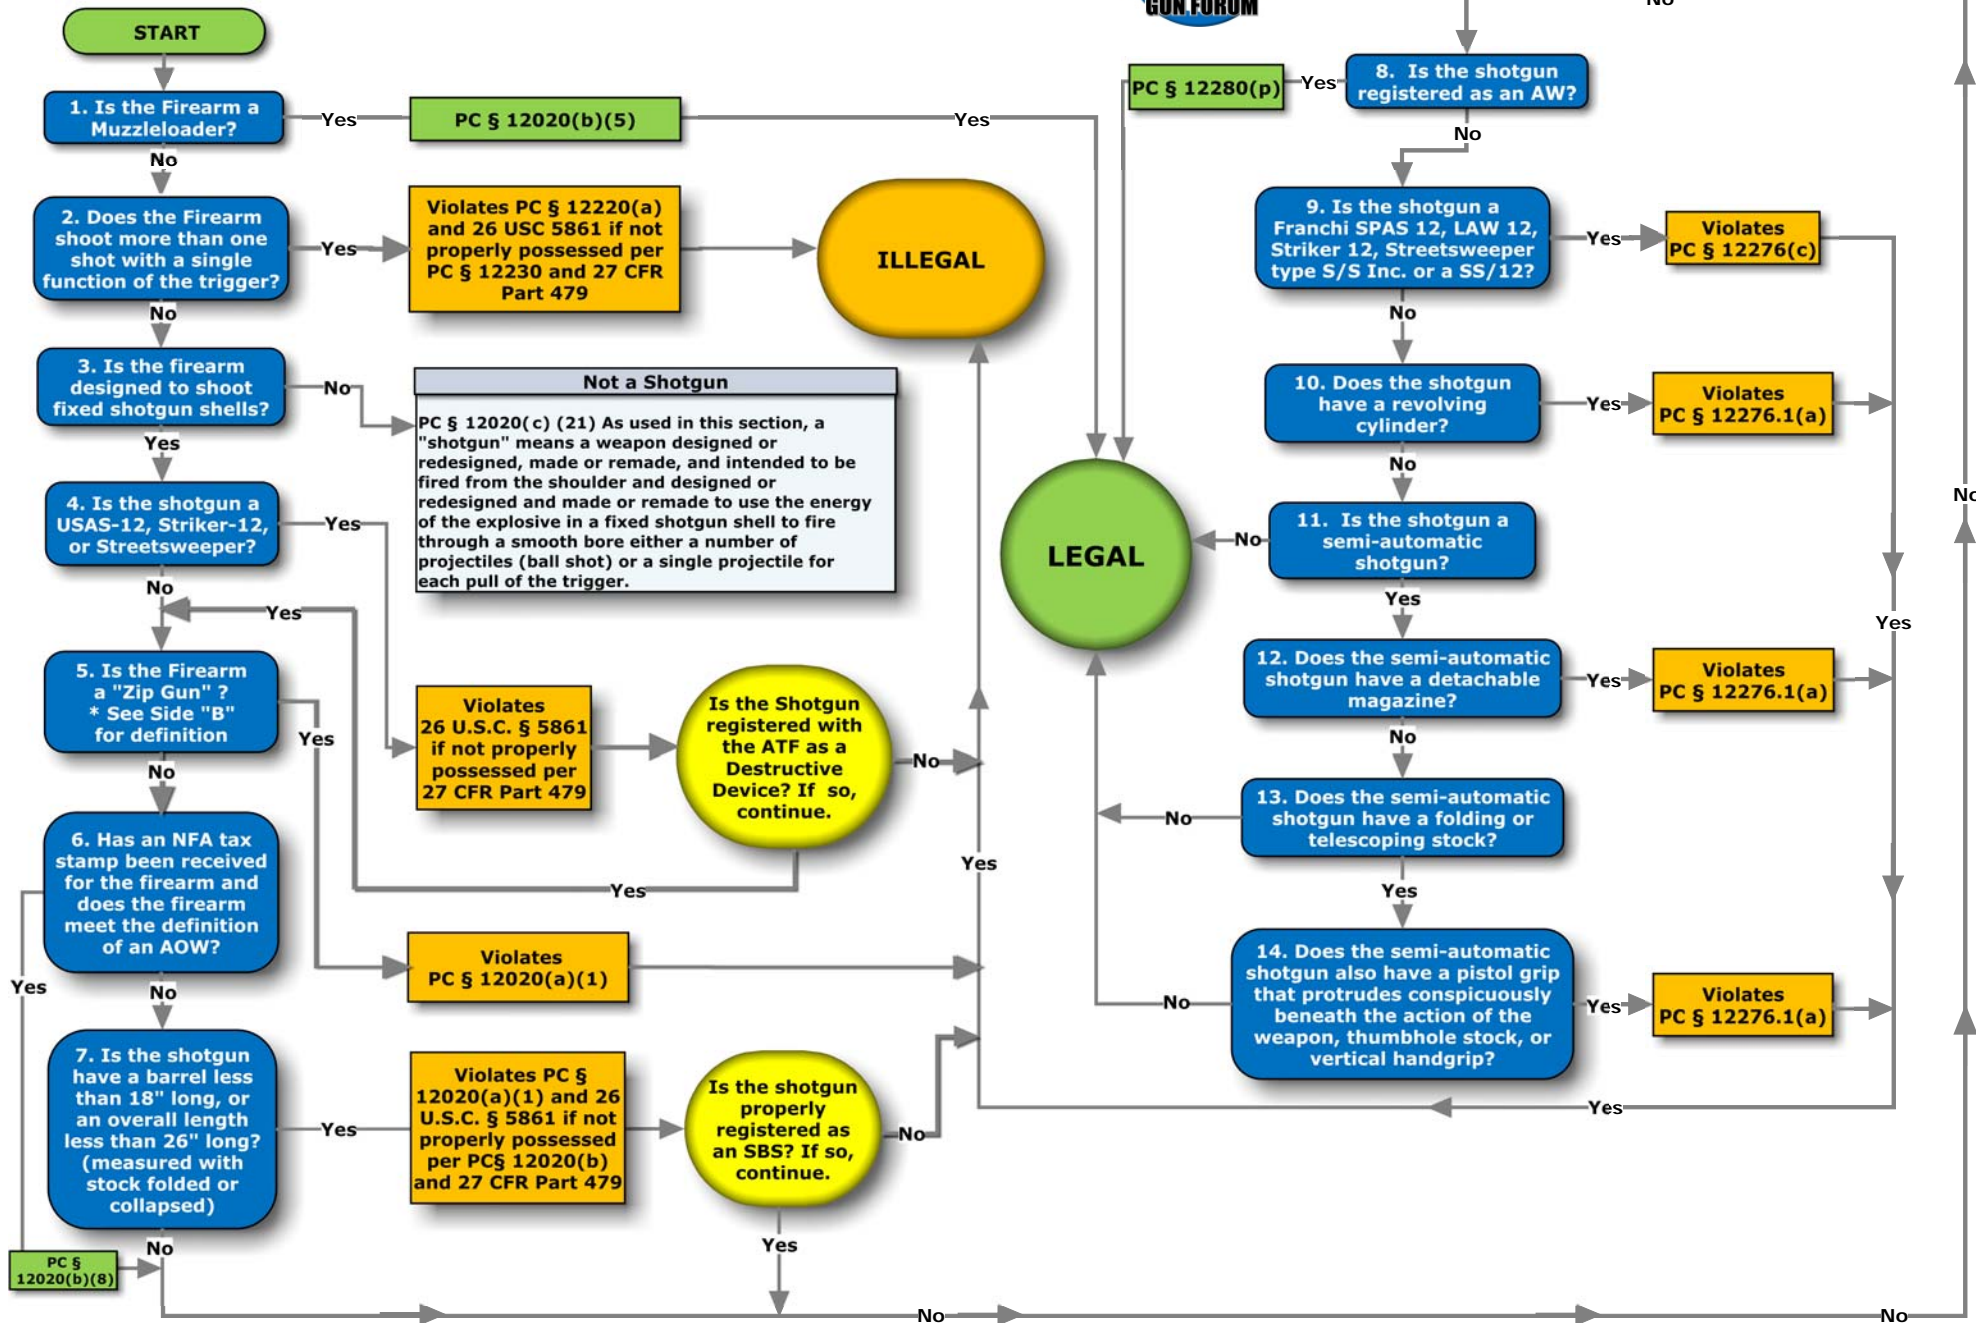 START
1. Is the Firearm a
Muzzleloader?
Yes
PC § 12020(b)(5)
Yes
No
2. Does the Firearm
shoot more than one
shot with a single
function of the trigger?
Yes
Violates PC § 12220(a)
and 26 USC 5861 if not
properly possessed per
PC § 12230 and 27 CFR
Part 479
ILLEGAL
No
3. Is the firearm
designed to shoot
fixed shotgun shells?
No
Not a Shotgun
PC § 12020(c) (21) As used in this section, a
"shotgun" means a weapon designed or
redesigned, made or remade, and intended to be
fired from the shoulder and designed or
redesigned and made or remade to use the energy
of the explosive in a fixed shotgun shell to fire
through a smooth bore either a number of
projectiles (ball shot) or a single projectile for
each pull of the trigger.
Yes
4. Is the shotgun a
USAS-12, Striker-12,
or Streetsweeper?
Yes
No
Yes
5. Is the Firearm
a "Zip Gun" ?
* See Side "B"
for definition
Yes
Violates
26 U.S.C. § 5861
if not properly
possessed per
27 CFR Part 479
Is the Shotgun
registered with
the ATF as a
Destructive
Device? If so,
continue.
No
Yes
No
6. Has an NFA tax
stamp been received
for the firearm and
does the firearm
meet the definition
of an AOW?
Yes
Violates
PC § 12020(a)(1)
Yes
No
7. Is the shotgun
have a barrel less
than 18" long, or
an overall length
less than 26" long?
(measured with
stock folded or
collapsed)
Yes
Violates PC §
12020(a)(1) and 26
U.S.C. § 5861 if not
properly possessed
per PC§ 12020(b)
and 27 CFR Part 479
Is the shotgun
properly
registered as
an SBS? If so,
continue.
No
Yes
No
PC §
12020(b)(8)
No
No
GUN.FORUM
No
8. Is the shotgun
registered as an AW?
Yes
PC § 12280(p)
No
9. Is the shotgun a
Franchi SPAS 12, LAW 12,
Striker 12, Streetsweeper
type S/S Inc. or a SS/12?
Yes
Violates
PC § 12276(c)
No
10. Does the shotgun
have a revolving
cylinder?
Yes
Violates
PC § 12276.1(a)
No
No
11. Is the shotgun a
semi-automatic
shotgun?
No
LEGAL
Yes
Yes
12. Does the semi-automatic
shotgun have a detachable
magazine?
Yes
Violates
PC § 12276.1(a)
No
13. Does the semi-automatic
shotgun have a folding or
telescoping stock?
No
Yes
14. Does the semi-automatic
shotgun also have a pistol grip
that protrudes conspicuously
beneath the action of the
weapon, thumbhole stock, or
vertical handgrip?
No
Yes
Violates
PC § 12276.1(a)
Yes